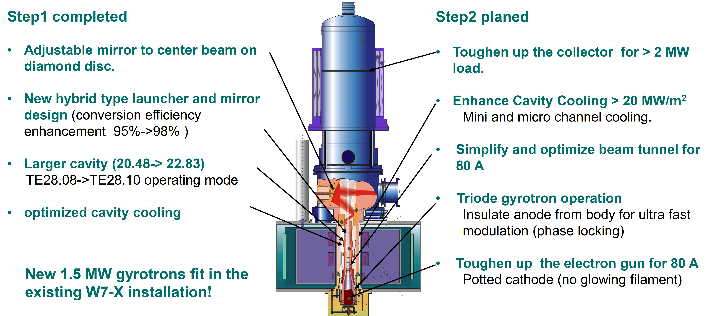 Step1 completed
• Adjustable mirror to center beam on
diamond disc.
• New hybrid type launcher and mirror
design (conversion efficiency
enhancement 95%->98% )
• Larger cavity (20.48-> 22.83)
TE28.08->TE28.10 operating mode
• optimized cavity cooling
New 1.5 MW gyrotrons fit in the
existing W7-X installation!
Step2 planed
• Toughen up the collector for > 2 MW
load.
• Enhance Cavity Cooling > 20 MW/m²
Mini and micro channel cooling.
• Simplify and optimize beam tunnel for
80 A
• Triode gyrotron operation
Insulate anode from body for ultra fast
modulation (phase locking)
• Toughen up the electron gun for 80 A
Potted cathode (no glowing filament)